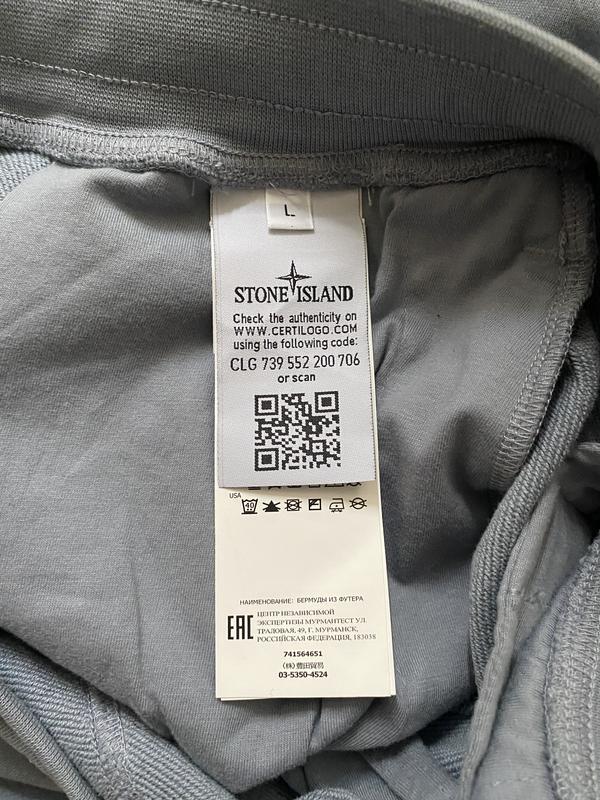 L
STONE ISLAND
Check the authenticity on
WWW.CERTILOGO.COM
using the following code:
CLG 739 552 200 706
or scan
USA
40
НАИМЕНОВАНИЕ: БЕРМУДЫ ИЗ ФУТЕРА
EAC
ЦЕНТР НЕЗАВИСИМОЙ
ЭКСПЕРТИЗЫ МУРМАНТЕСТ УЛ.
ТРАЛОВАЯ, 49, Г. МУРМАНСК,
РОССИЙСКАЯ ФЕДЕРАЦИЯ, 183038
741564651
(株)豊田貿易
03-5350-4524